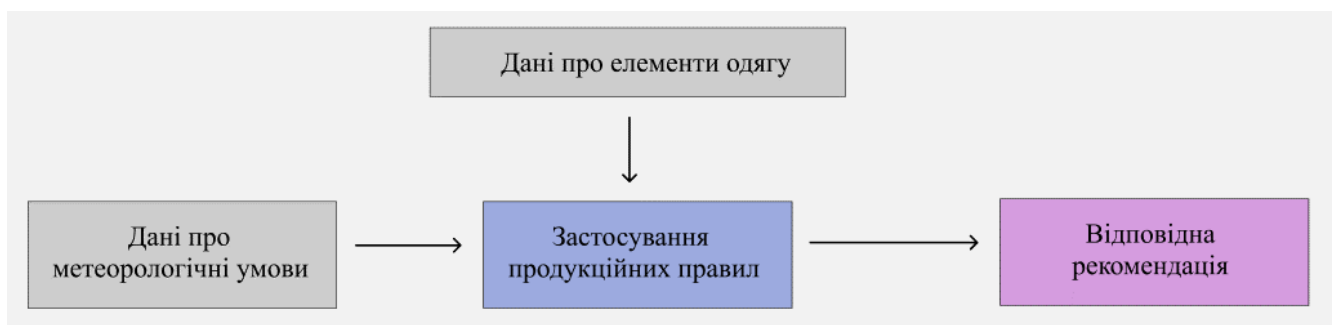 Дані про елементи одягу
Дані про
метеорологічні умови
Застосування
продукційних правил
Відповідна
рекомендація